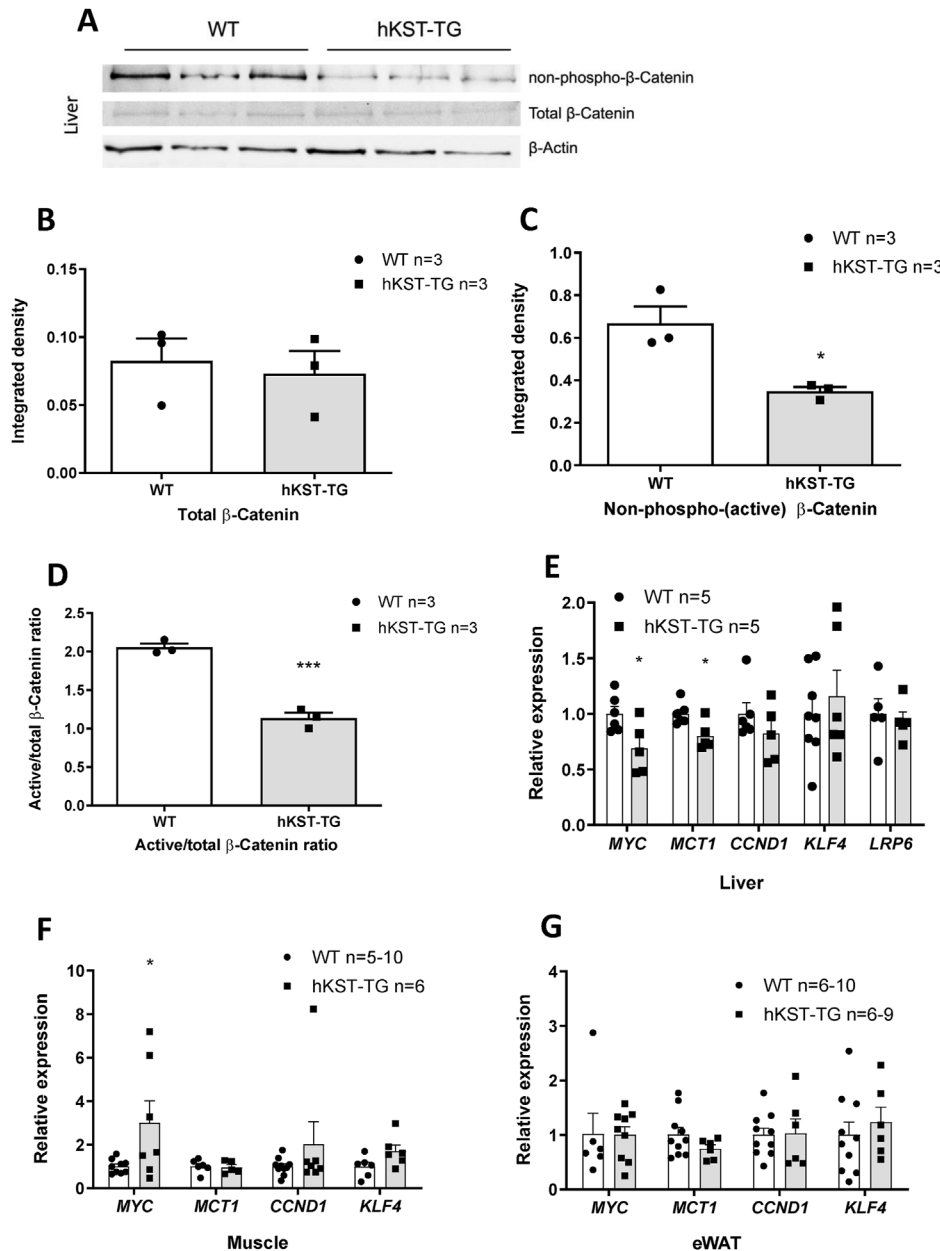 A
WT hKST-TG
Liver
non-phospho-β-Catenin
Total β-Catenin
β-Actin
B
WT n=3
hKST-TG n=3
Integrated density
0.15
0.10
0.05
0.00
WT hKST-TG
Total β-Catenin
C
WT n=3
hKST-TG n=3
Integrated density
1.0
0.8
0.6
0.4
0.2
0.0
*
WT hKST-TG
Non-phospho-(active) β-Catenin
D
WT n=3
hKST-TG n=3
Active/total β-Catenin ratio
2.5
2.0
1.5
1.0
0.5
0.0
***
WT hKST-TG
Active/total β-Catenin ratio
E
WT n=5
hKST-TG n=5
Relative expression
2.0
1.5
1.0
0.5
0.0
* *
MYC MCT1 CCND1 KLF4 LRP6
Liver
F
WT n=5-10
hKST-TG n=6
Relative expression
10
8
6
4
2
0
*
MYC MCT1 CCND1 KLF4
Muscle
G
WT n=6-10
hKST-TG n=6-9
Relative expression
4
3
2
1
0
MYC MCT1 CCND1 KLF4
eWAT